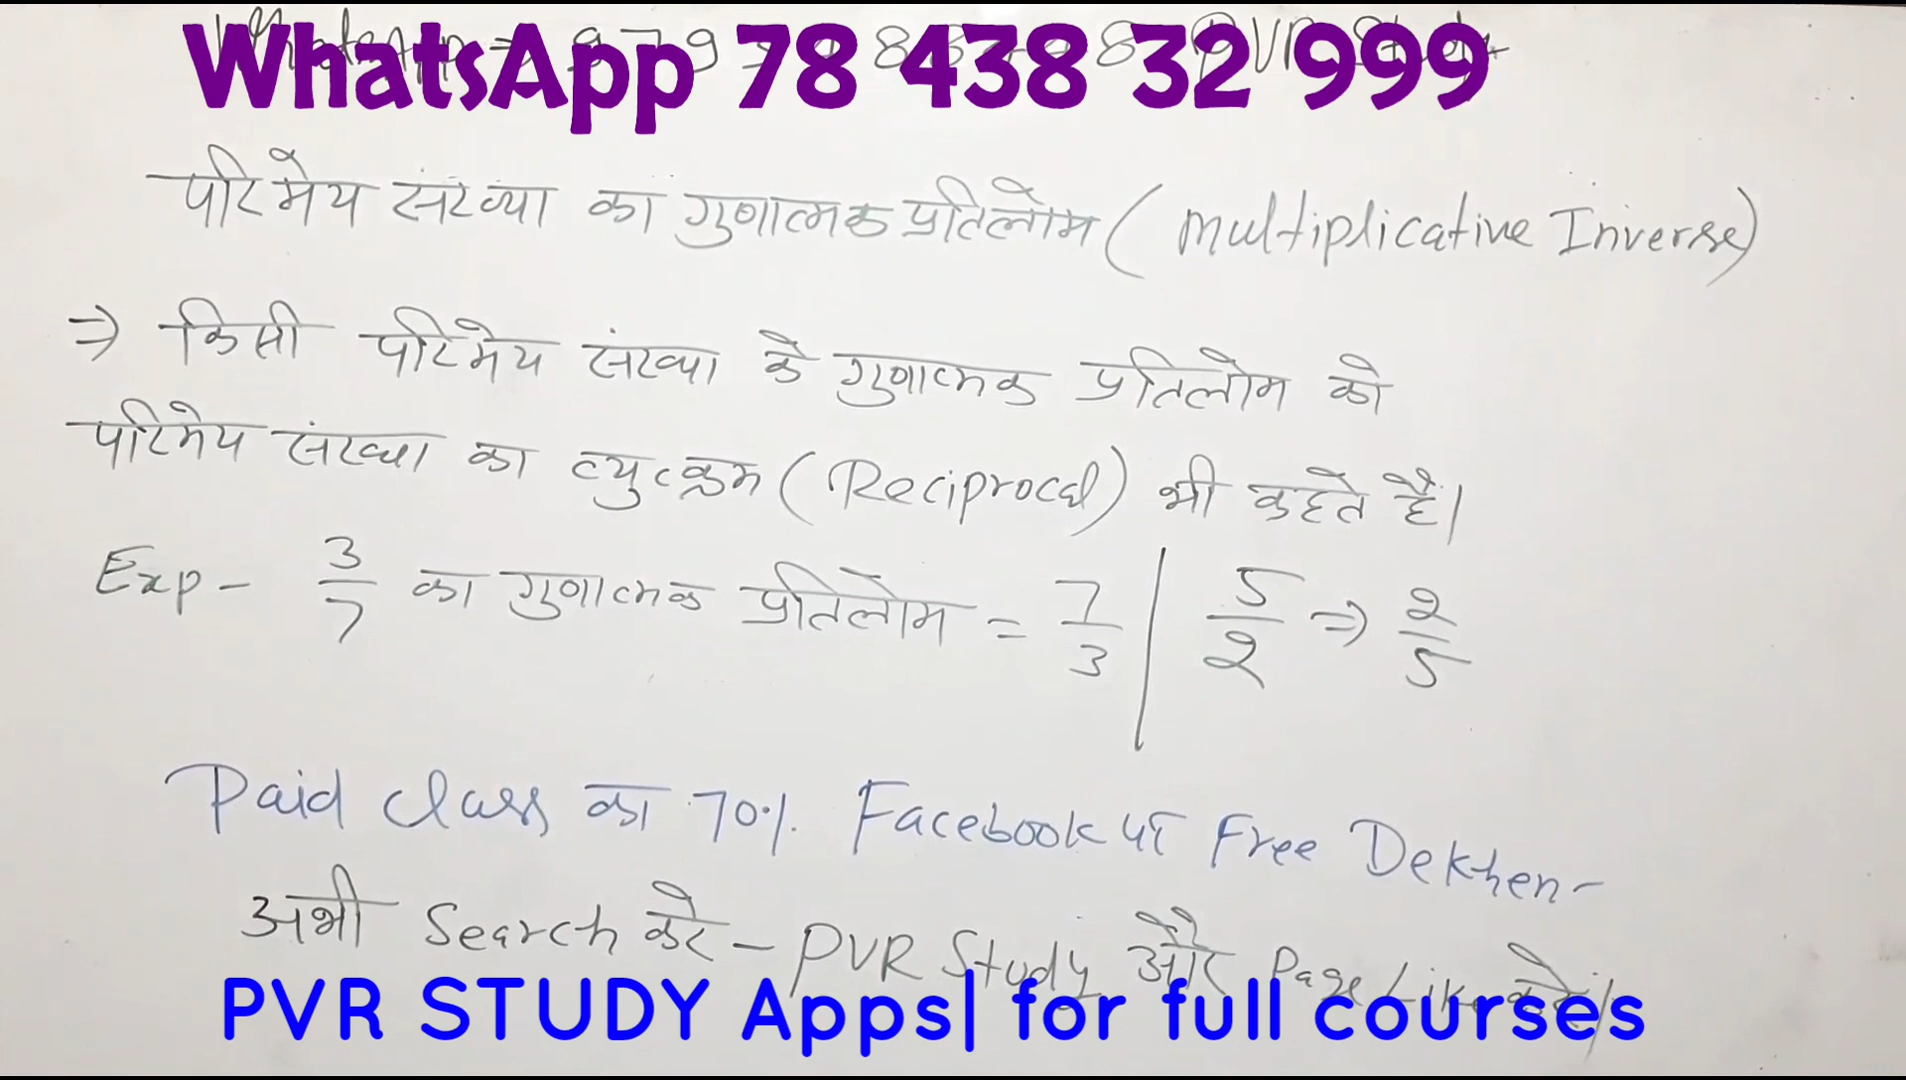 WhatsApp 78 438 32 999
परिमेय संख्या का गुणात्मक प्रतिलोम ( Multiplicative Inverse)
⇒ किसी परिमेय संख्या के गुणात्मक प्रतिलोम को
परिमेय संख्या का व्युत्क्रम (Reciprocal) भी कहते हैं।
Exp - 3/7 का गुणात्मक प्रतिलोम = 7/3 | 5/2 ⇒ 2/5
Paid Class का 70% Facebook पर Free Dekhen -
अभी Search करें - PVR Study और Page Like करें।
PVR STUDY Apps| for full courses